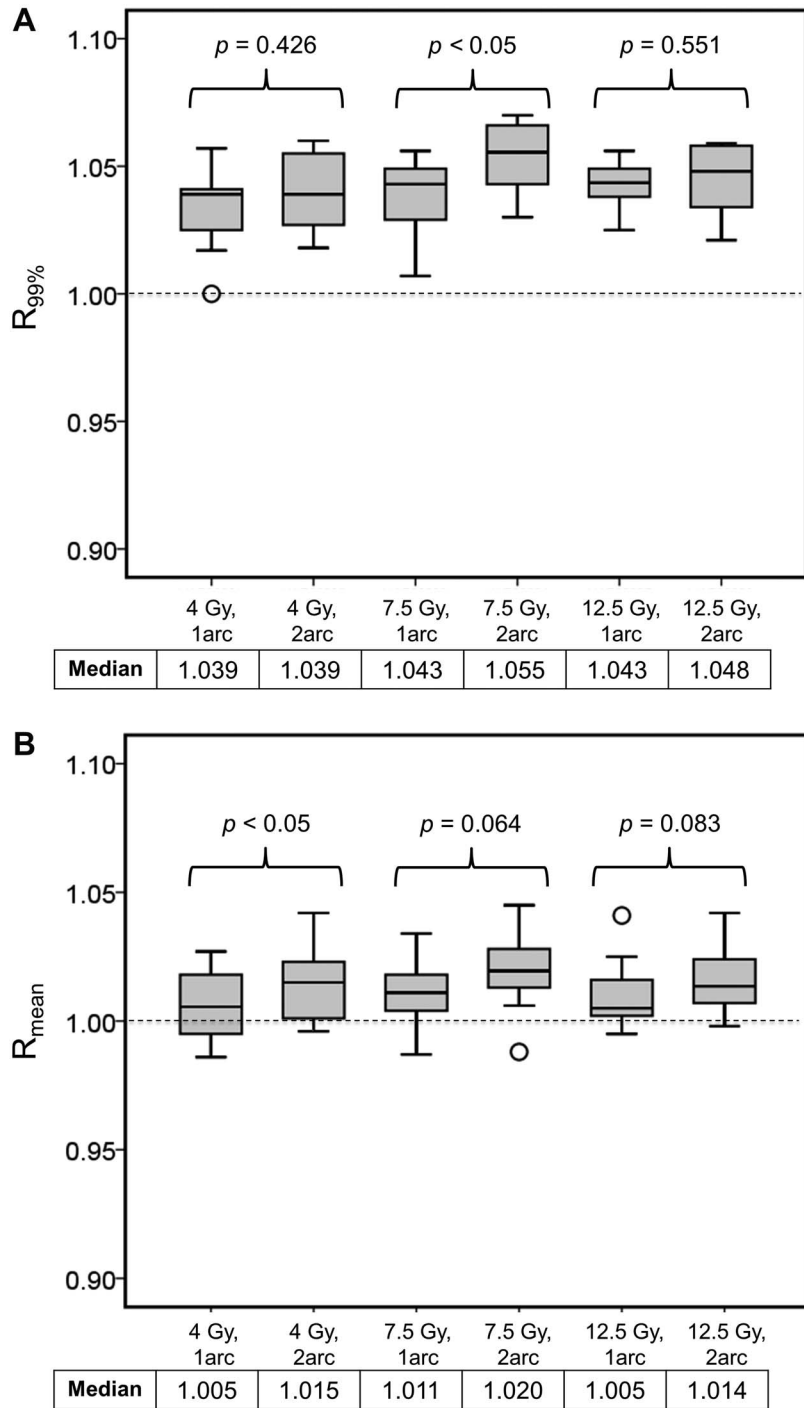 A
1.10
p = 0.426 p < 0.05 p = 0.551
1.05
R99%
1.00
0.95
0.90
4 Gy, 4 Gy, 7.5 Gy, 7.5 Gy, 12.5 Gy, 12.5 Gy,
1arc 2arc 1arc 2arc 1arc 2arc
Median 1.039 1.039 1.043 1.055 1.043 1.048
B
1.10
p < 0.05 p = 0.064 p = 0.083
1.05
Rmean
1.00
0.95
0.90
4 Gy, 4 Gy, 7.5 Gy, 7.5 Gy, 12.5 Gy, 12.5 Gy,
1arc 2arc 1arc 2arc 1arc 2arc
Median 1.005 1.015 1.011 1.020 1.005 1.014